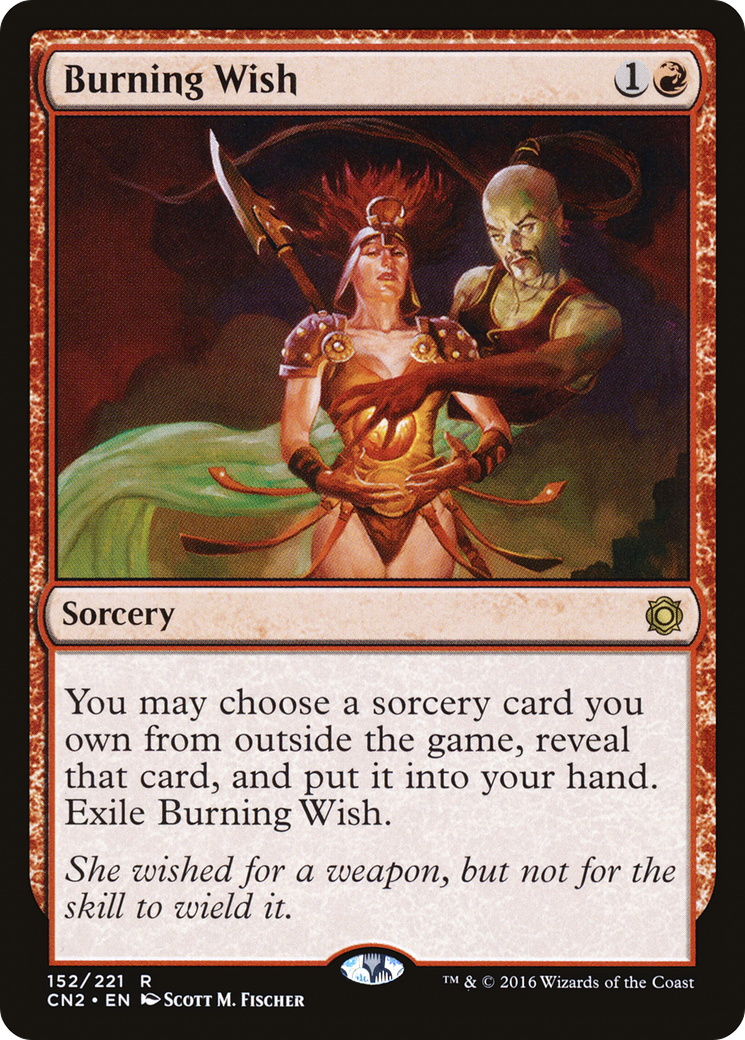 Burning Wish 1
Sorcery
You may choose a sorcery card you
own from outside the game, reveal
that card, and put it into your hand.
Exile Burning Wish.
She wished for a weapon, but not for the
skill to wield it.
152/221 R
CN2 • EN Scott M. Fischer
™ & © 2016 Wizards of the Coast